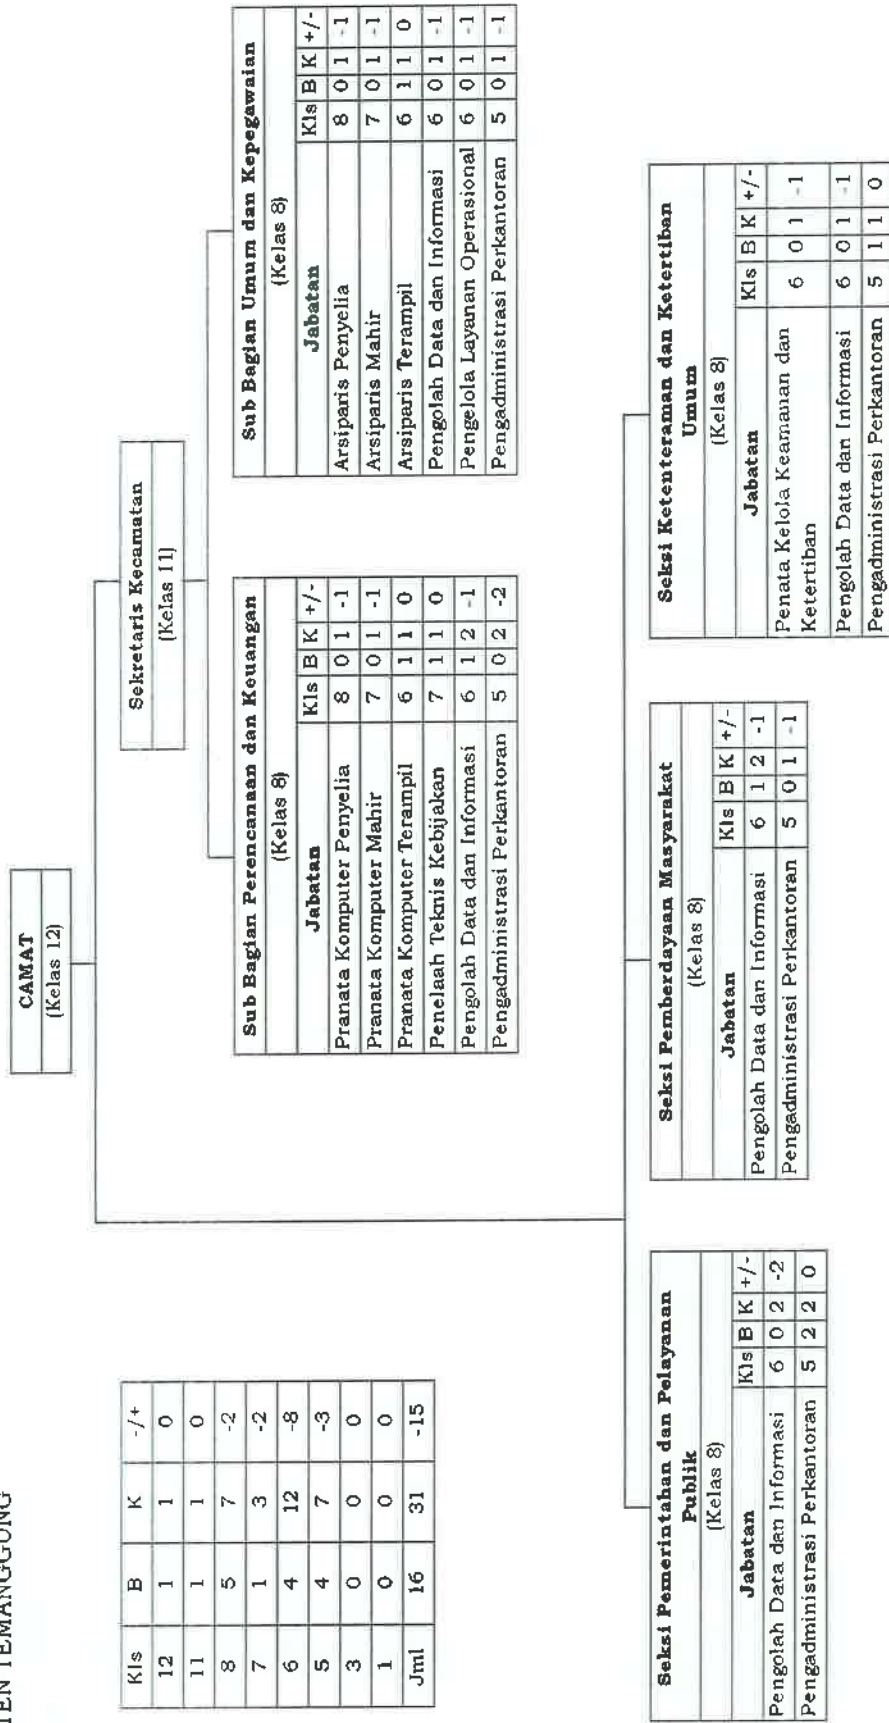 TEN TEMANGGUNG
CAMAT
(Kelas 12)
Sekretaris Kecamatan
(Kelas 11)
Kls B K -/+
12 1 1 0
11 1 1 0
8 5 7 -2
7 1 3 -2
6 4 12 -8
5 4 7 -3
3 0 0 0
1 0 0 0
Jml 16 31 -15
Sub Bagian Perencanaan dan Keuangan
(Kelas 8)
Jabatan Kls B K +/-
Pranata Komputer Penyelia 8 0 1 -1
Pranata Komputer Mahir 7 0 1 -1
Pranata Komputer Terampil 6 1 1 0
Penelaah Teknis Kebijakan 7 1 1 0
Pengolah Data dan Informasi 6 1 2 -1
Pengadministrasi Perkantoran 5 0 2 -2
Sub Bagian Umum dan Kepegawaian
(Kelas 8)
Jabatan Kls B K +/-
Arsiparis Penyelia 8 0 1 -1
Arsiparis Mahir 7 0 1 -1
Arsiparis Terampil 6 1 1 0
Pengolah Data dan Informasi 6 0 1 -1
Pengelola Layanan Operasional 6 0 1 -1
Pengadministrasi Perkantoran 5 0 1 -1
Seksi Pemerintahan dan Pelayanan
Publik
(Kelas 8)
Jabatan Kls B K +/-
Pengolah Data dan Informasi 6 0 2 -2
Pengadministrasi Perkantoran 5 2 2 0
Seksi Pemberdayaan Masyarakat
(Kelas 8)
Jabatan Kls B K +/-
Pengolah Data dan Informasi 6 1 2 -1
Pengadministrasi Perkantoran 5 0 1 -1
Seksi Ketenteraman dan Ketertiban
Umum
(Kelas 8)
Jabatan Kls B K +/-
Penata Kelola Keamanan dan
Ketertiban 6 0 1 -1
Pengolah Data dan Informasi 6 0 1 -1
Pengadministrasi Perkantoran 5 1 1 0